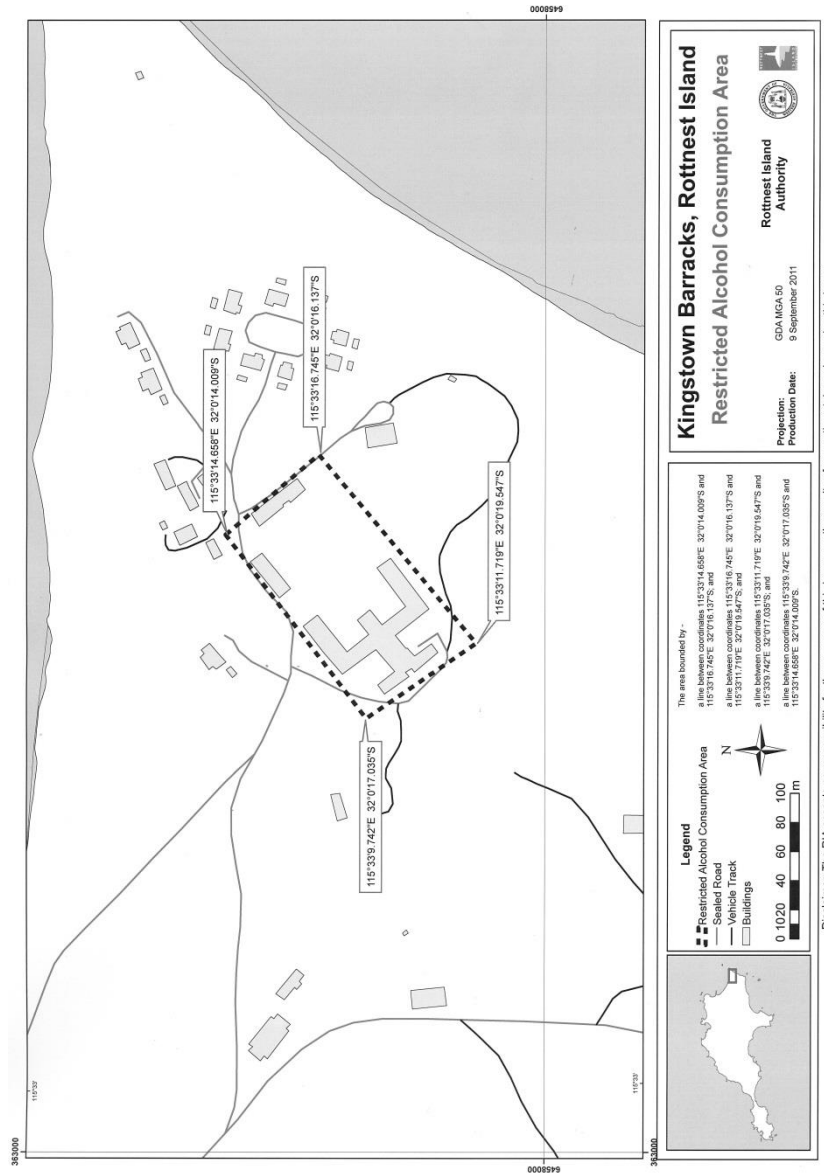 363000
363000
6458000
6458000
115°33'
115°33'
115°33'14.658"E 32°0'14.009"S
115°33'16.745"E 32°0'16.137"S
115°33'11.719"E 32°0'19.547"S
115°33'9.742"E 32°0'17.035"S
Legend
Restricted Alcohol Consumption Area
Sealed Road
Vehicle Track
Buildings
N
0 10 20 40 60 80 100
m
The area bounded by -
a line between coordinates 115°33'14.658"E 32°0'14.009"S and
115°33'16.745"E 32°0'16.137"S; and
a line between coordinates 115°33'16.745"E 32°0'16.137"S and
115°33'11.719"E 32°0'19.547"S; and
a line between coordinates 115°33'11.719"E 32°0'19.547"S and
115°33'9.742"E 32°0'17.035"S; and
a line between coordinates 115°33'9.742"E 32°0'17.035"S and
115°33'14.658"E 32°0'14.009"S.
Kingstown Barracks, Rottnest Island
Restricted Alcohol Consumption Area
Projection: GDA MGA 50
Production Date: 9 September 2011
Rottnest Island
Authority